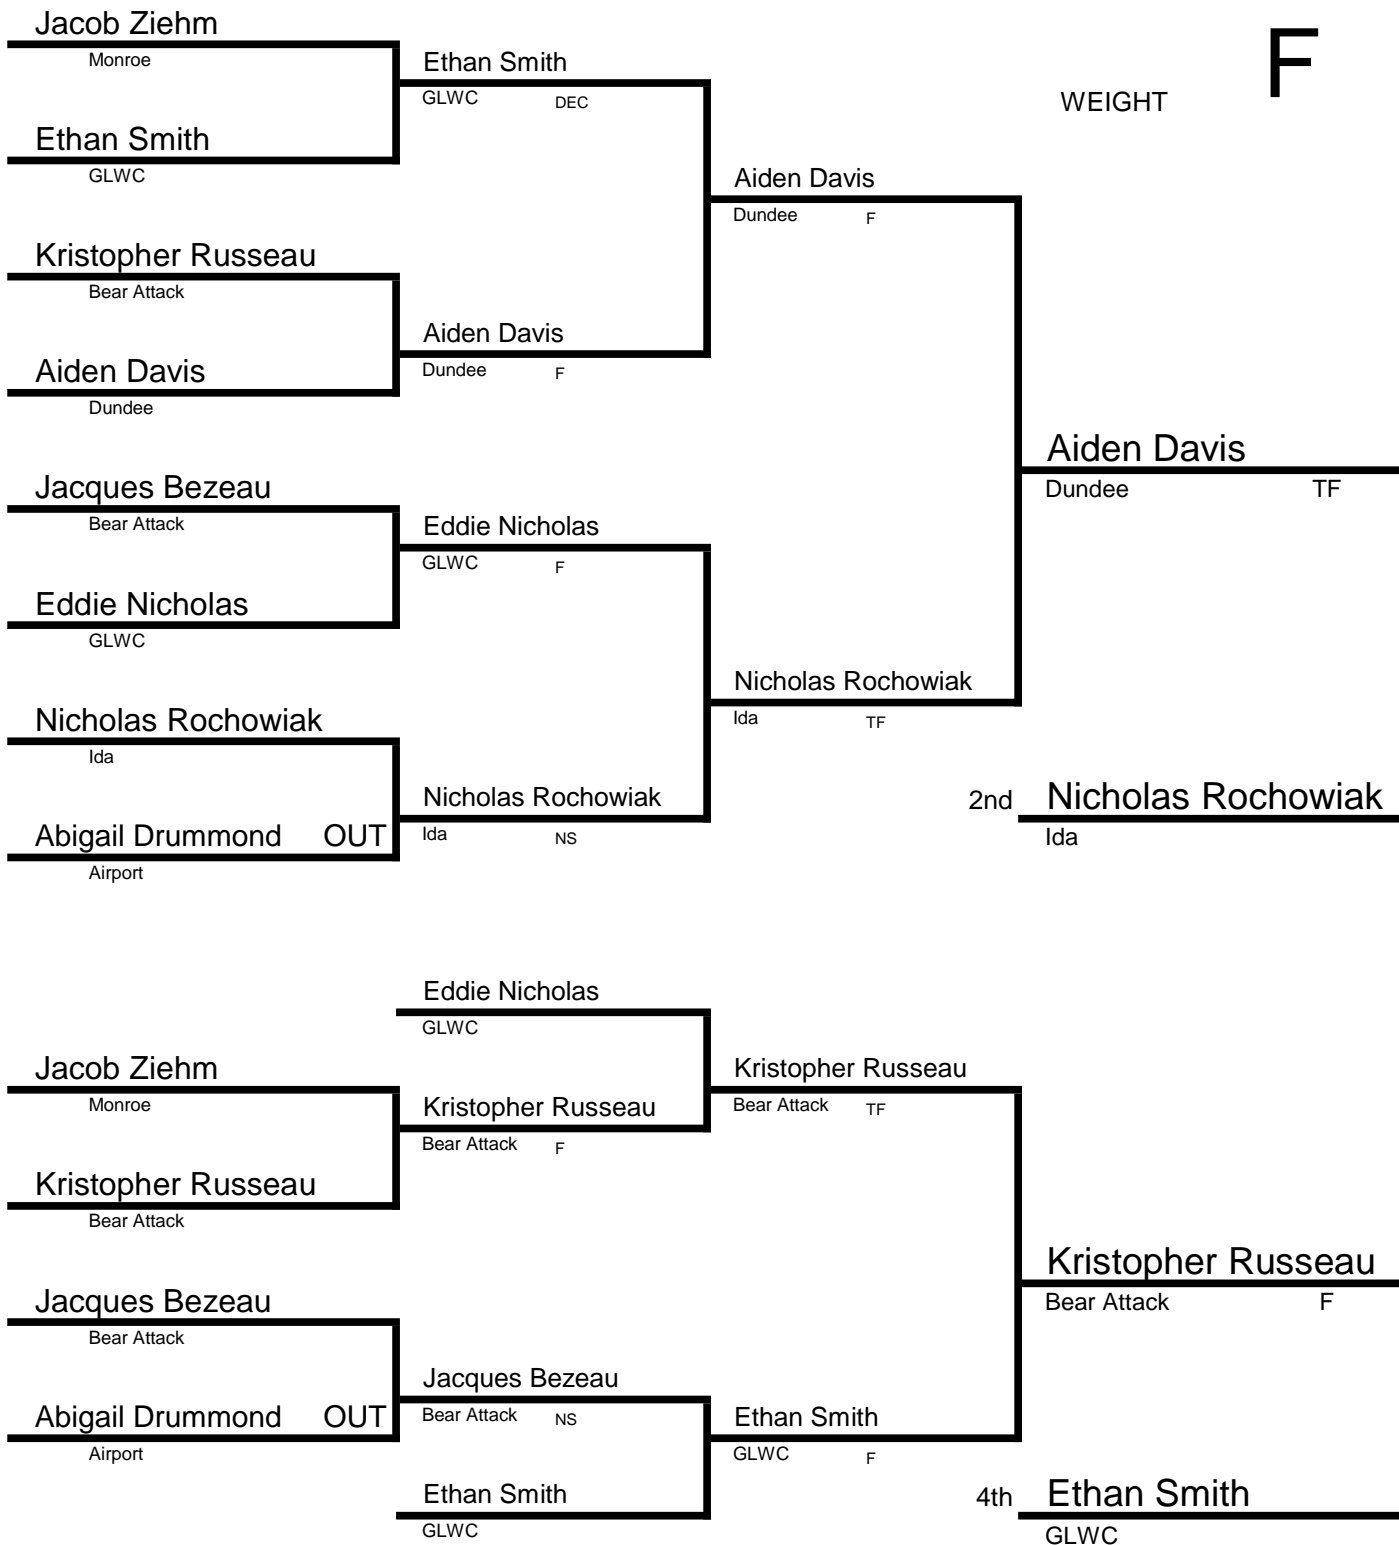 Jacob Ziehm
Monroe
Ethan Smith
GLWC DEC
F
WEIGHT
Ethan Smith
GLWC
Aiden Davis
Dundee F
Kristopher Russeau
Bear Attack
Aiden Davis
Dundee F
Aiden Davis
Dundee
Aiden Davis
Dundee TF
Jacques Bezeau
Bear Attack
Eddie Nicholas
GLWC F
Eddie Nicholas
GLWC
Nicholas Rochowiak
Ida TF
Nicholas Rochowiak
Ida
Nicholas Rochowiak
Ida NS
2nd Nicholas Rochowiak
Ida
Abigail Drummond OUT
Airport
Eddie Nicholas
GLWC
Jacob Ziehm
Monroe
Kristopher Russeau
Bear Attack TF
Kristopher Russeau
Bear Attack F
Kristopher Russeau
Bear Attack
Kristopher Russeau
Bear Attack F
Jacques Bezeau
Bear Attack
Jacques Bezeau
Bear Attack NS
Abigail Drummond OUT
Airport
Ethan Smith
GLWC F
Ethan Smith
GLWC
4th Ethan Smith
GLWC